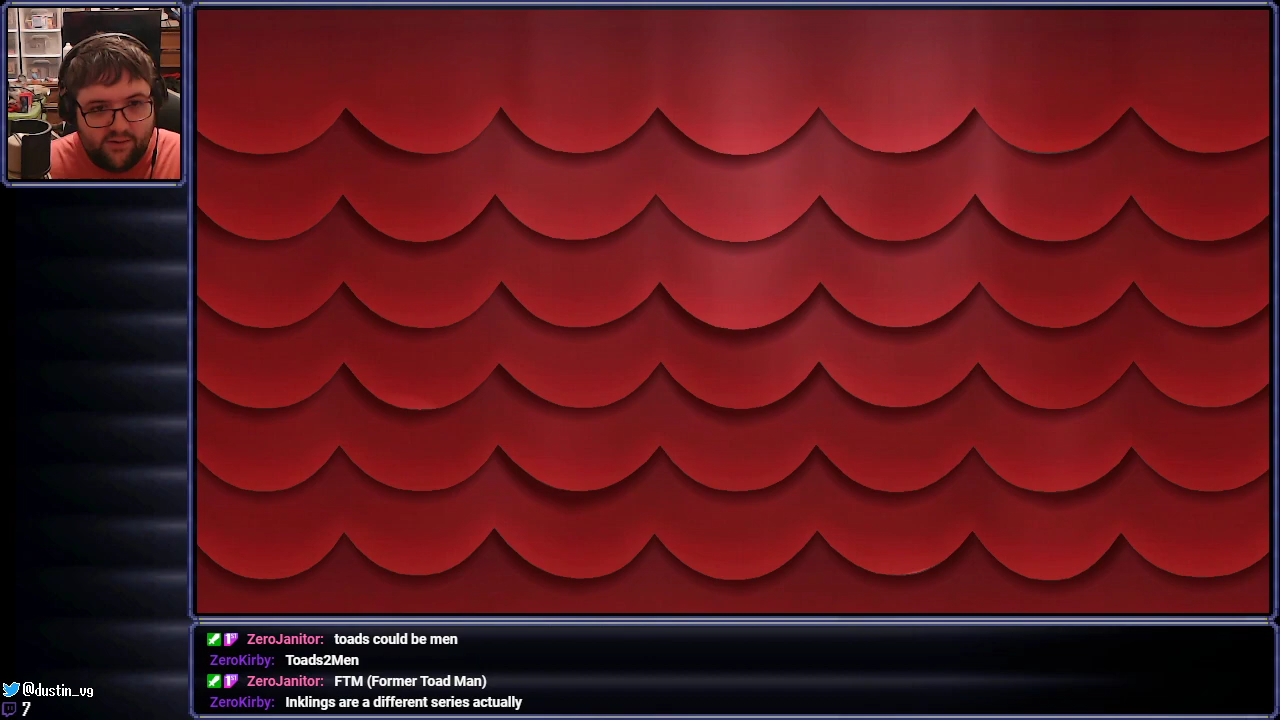 ZeroJanitor: toads could be men
ZeroKirby: Toads2Men
ZeroJanitor: FTM (Former Toad Man)
ZeroKirby: Inklings are a different series actually
@dustin_vg
7